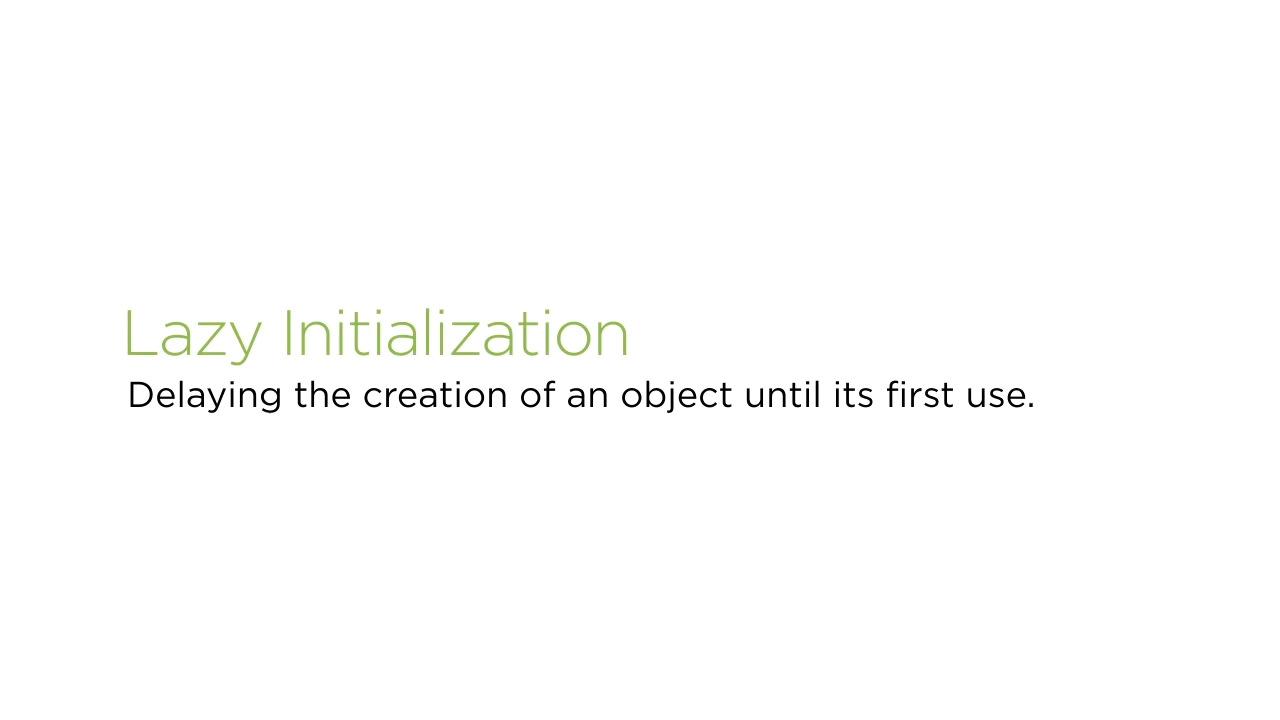 Lazy Initialization
Delaying the creation of an object until its first use.